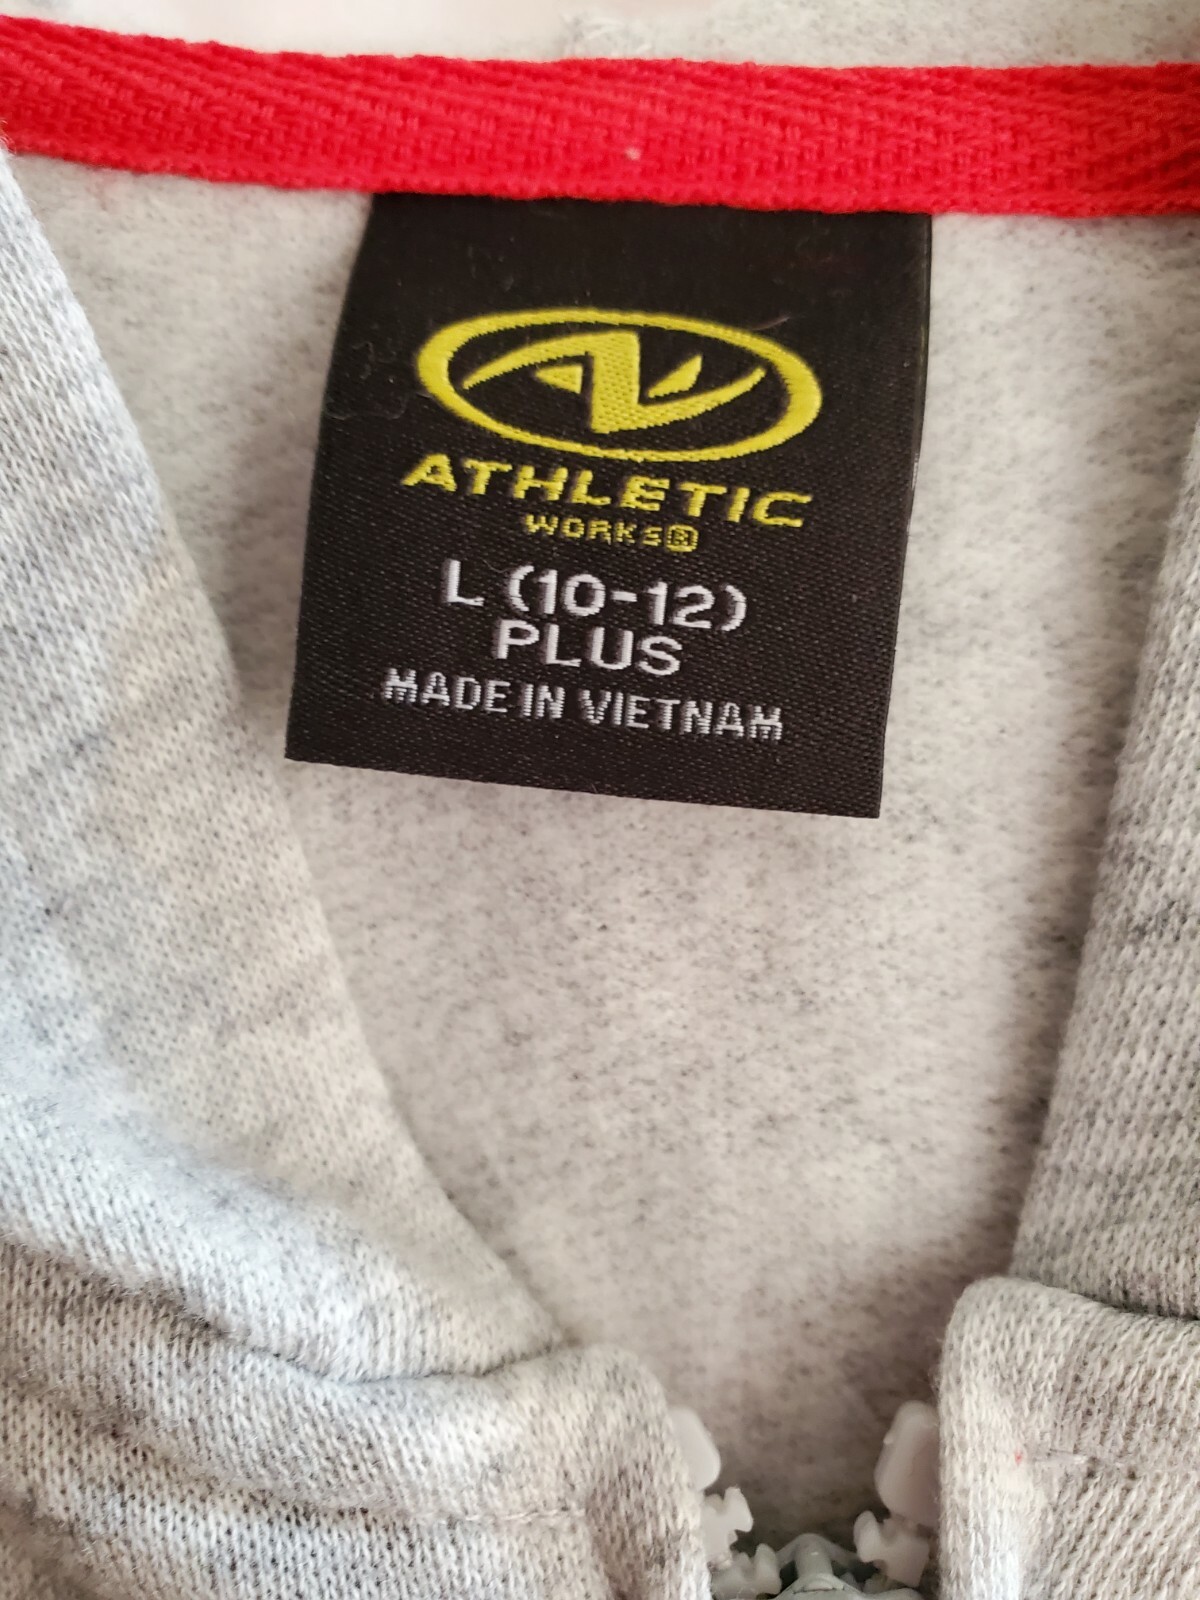 ATHLETIC
WORKS®
L (10-12)
PLUS
MADE IN VIETNAM